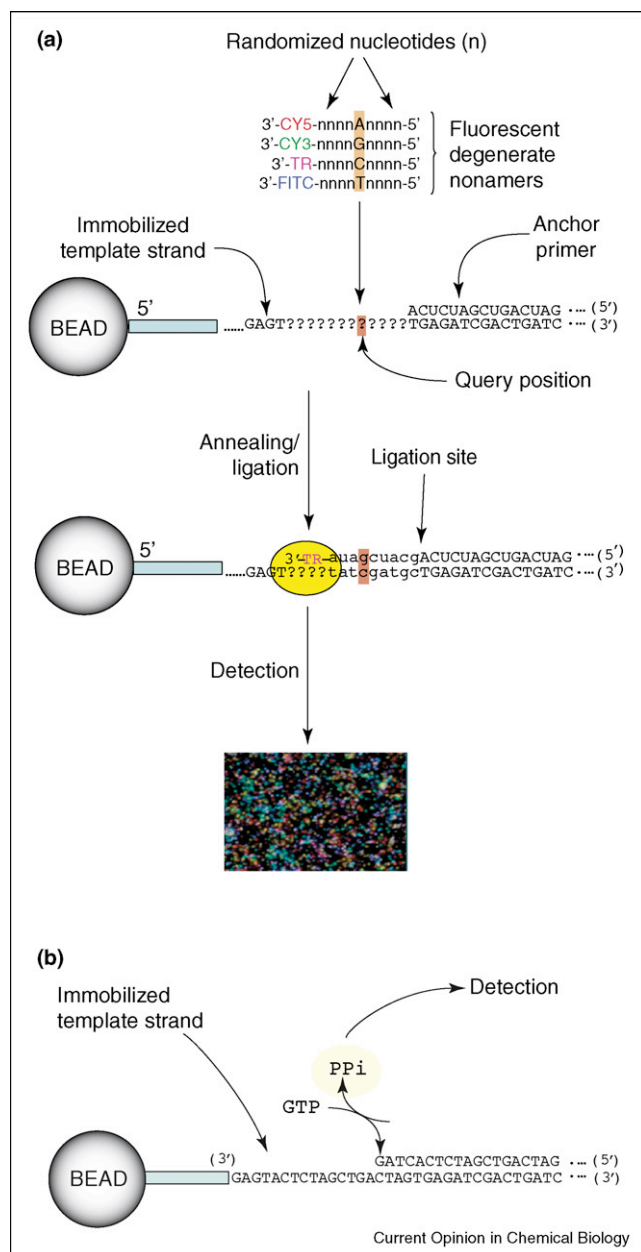 (a)
Randomized nucleotides (n)
3'-CY5-nnnnAnnnn-5'
3'-CY3-nnnnGnnnn-5'
3'-TR-nnnnCnnnn-5'
3'-FITC-nnnnTnnnn-5'
Fluorescent
degenerate
nonamers
Immobilized
template strand
Anchor
primer
BEAD
5'
ACUCUAGCUGACUAG ···· (5')
......GAGT?????????????TGAGATCGACTGATC ···· (3')
Query position
Annealing/
ligation
Ligation site
BEAD
5'
3'-TR-auagcuacgACUCUAGCUGACUAG ···· (5')
......GAGT????tatcgatgcTGAGATCGACTGATC ···· (3')
Detection
(b)
Immobilized
template strand
Detection
PPi
GTP
BEAD
(3')
GATCACTCTAGCTGACTAG ···· (5')
GAGTACTCTAGCTGACTAGTGAGATCGACTGATC ···· (3')
Current Opinion in Chemical Biology